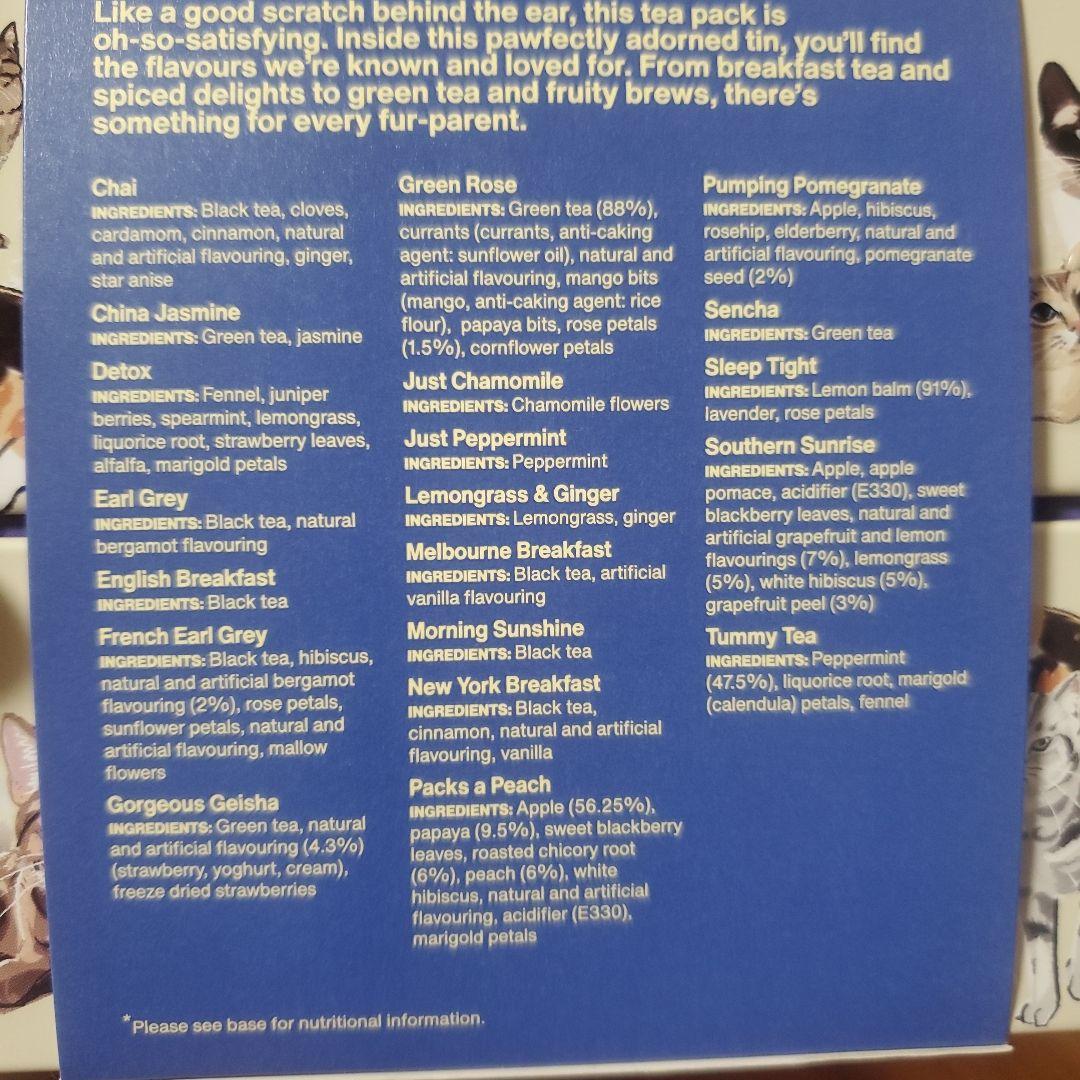 Like a good scratch behind the ear, this tea pack is
oh-so-satisfying. Inside this pawfectly adorned tin, you'll find
the flavours we're known and loved for. From breakfast tea and
spiced delights to green tea and fruity brews, there's
something for every fur-parent.
Chai
INGREDIENTS: Black tea, cloves,
cardamom, cinnamon, natural
and artificial flavouring, ginger,
star anise
China Jasmine
INGREDIENTS: Green tea, jasmine
Detox
INGREDIENTS: Fennel, juniper
berries, spearmint, lemongrass,
liquorice root, strawberry leaves,
alfalfa, marigold petals
Earl Grey
INGREDIENTS: Black tea, natural
bergamot flavouring
English Breakfast
INGREDIENTS: Black tea
French Earl Grey
INGREDIENTS: Black tea, hibiscus,
natural and artificial bergamot
flavouring (2%), rose petals,
sunflower petals, natural and
artificial flavouring, mallow
flowers
Gorgeous Geisha
INGREDIENTS: Green tea, natural
and artificial flavouring (4.3%)
(strawberry, yoghurt, cream),
freeze dried strawberries
Green Rose
INGREDIENTS: Green tea (88%),
currants (currants, anti-caking
agent: sunflower oil), natural and
artificial flavouring, mango bits
(mango, anti-caking agent: rice
flour), papaya bits, rose petals
(1.5%), cornflower petals
Just Chamomile
INGREDIENTS: Chamomile flowers
Just Peppermint
INGREDIENTS: Peppermint
Lemongrass & Ginger
INGREDIENTS: Lemongrass, ginger
Melbourne Breakfast
INGREDIENTS: Black tea, artificial
vanilla flavouring
Morning Sunshine
INGREDIENTS: Black tea
New York Breakfast
INGREDIENTS: Black tea,
cinnamon, natural and artificial
flavouring, vanilla
Packs a Peach
INGREDIENTS: Apple (56.25%),
papaya (9.5%), sweet blackberry
leaves, roasted chicory root
(6%), peach (6%), white
hibiscus, natural and artificial
flavouring, acidifier (E330),
marigold petals
Pumping Pomegranate
INGREDIENTS: Apple, hibiscus,
rosehip, elderberry, natural and
artificial flavouring, pomegranate
seed (2%)
Sencha
INGREDIENTS: Green tea
Sleep Tight
INGREDIENTS: Lemon balm (91%),
lavender, rose petals
Southern Sunrise
INGREDIENTS: Apple, apple
pomace, acidifier (E330), sweet
blackberry leaves, natural and
artificial grapefruit and lemon
flavourings (7%), lemongrass
(5%), white hibiscus (5%),
grapefruit peel (3%)
Tummy Tea
INGREDIENTS: Peppermint
(47.5%), liquorice root, marigold
(calendula) petals, fennel
*Please see base for nutritional information.